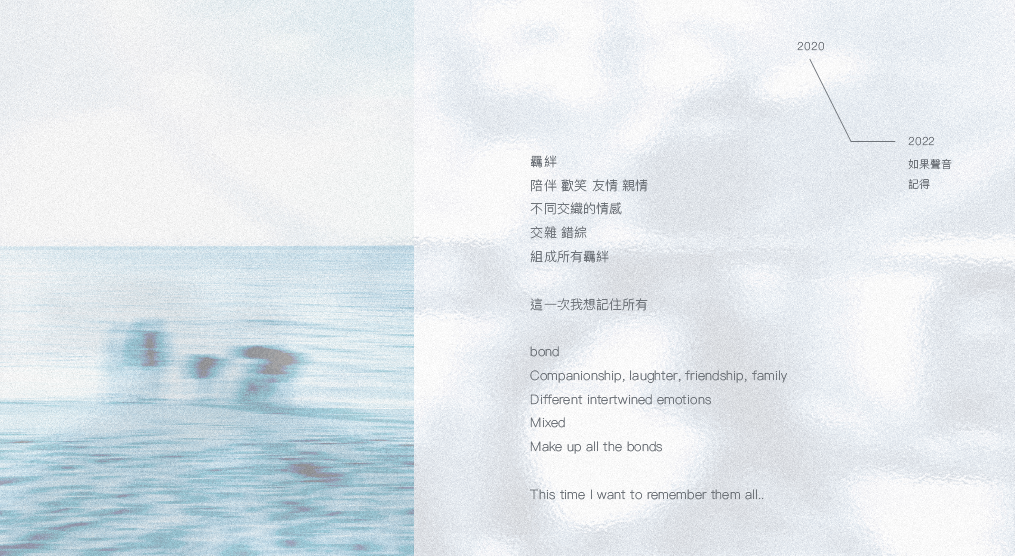 2020
2022
如果聲音
記得
羈絆
陪伴 歡笑 友情 親情
不同交織的情感
交雜 錯綜
組成所有羈絆
這一次我想記住所有
bond
Companionship, laughter, friendship, family
Different intertwined emotions
Mixed
Make up all the bonds
This time I want to remember them all..